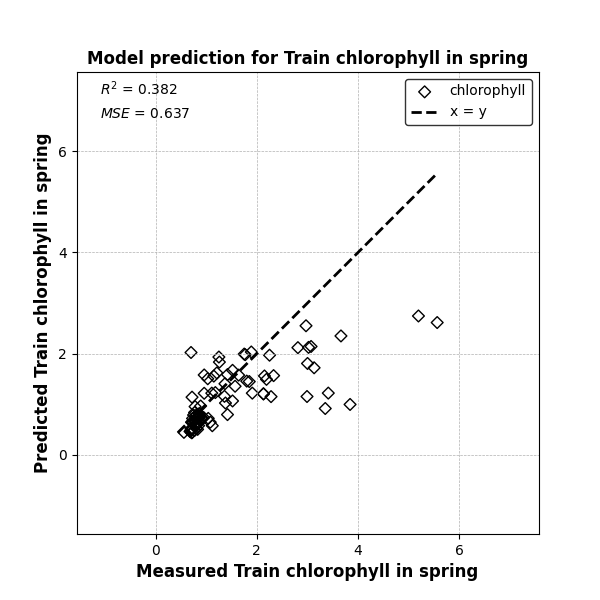 Model prediction for Train chlorophyll in spring
R² = 0.382
MSE = 0.637
chlorophyll
x = y
6
4
2
0
0 2 4 6
Predicted Train chlorophyll in spring
Measured Train chlorophyll in spring